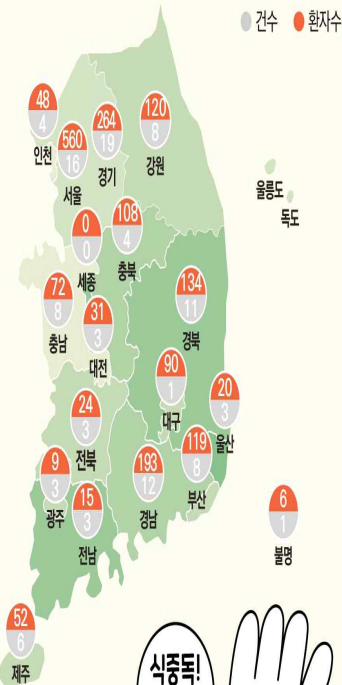 건수 환자수
48
4
인천
560
16
서울
264
19
경기
120
8
강원
울릉도
독도
0
0
세종
108
4
충북
72
8
충남
31
3
대전
134
11
경북
90
1
대구
20
3
울산
24
3
전북
119
8
부산
9
3
광주
15
3
전남
193
12
경남
6
1
불명
52
6
제주
식중독!